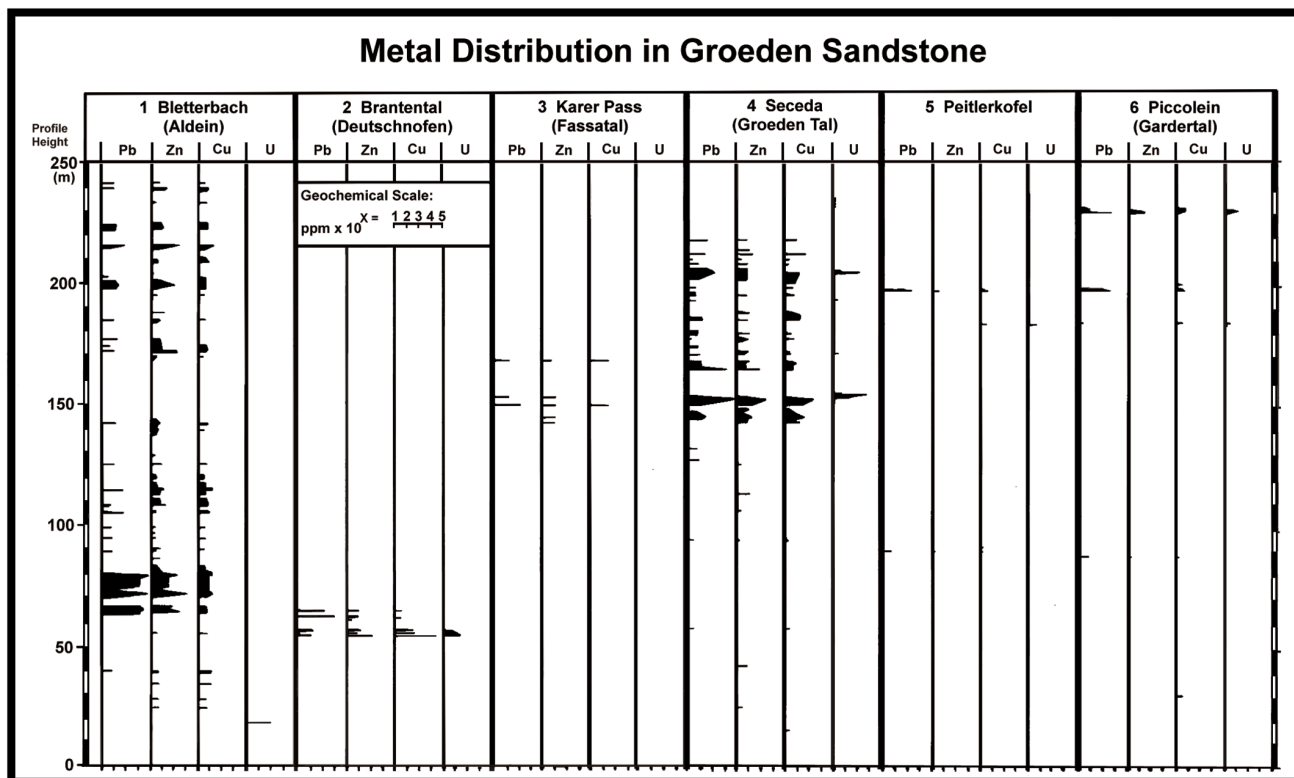 Metal Distribution in Groeden Sandstone
1 Bletterbach
(Aldein)
2 Brantental
(Deutschnofen)
3 Karer Pass
(Fassatal)
4 Seceda
(Groeden Tal)
5 Peitlerkofel
6 Piccolein
(Gardertal)
Profile
Height
Pb Zn Cu U
Pb Zn Cu U
Pb Zn Cu U
Pb Zn Cu U
Pb Zn Cu U
Pb Zn Cu U
250
(m)
Geochemical Scale:
ppm x 10 X = 1 2 3 4 5
200
150
100
50
0